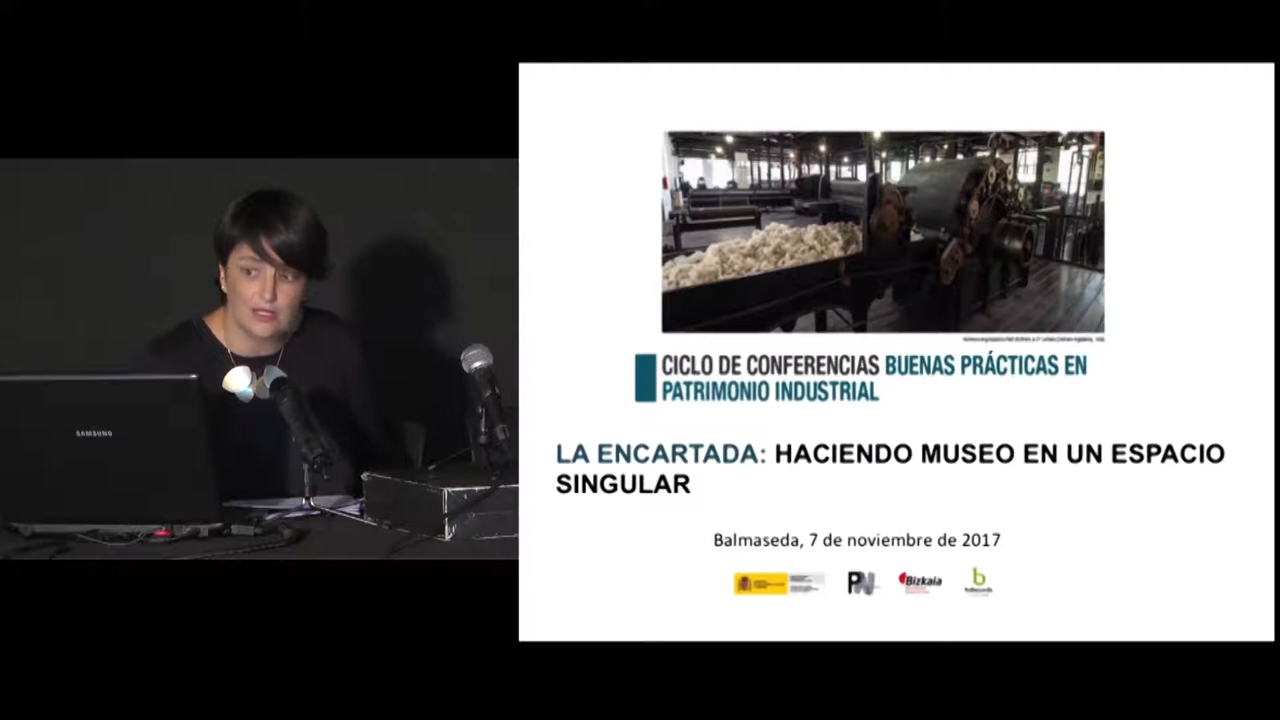 SAMSUNG
CICLO DE CONFERENCIAS BUENAS PRÁCTICAS EN
PATRIMONIO INDUSTRIAL
LA ENCARTADA: HACIENDO MUSEO EN UN ESPACIO
SINGULAR
Balmaseda, 7 de noviembre de 2017
Bizkaia